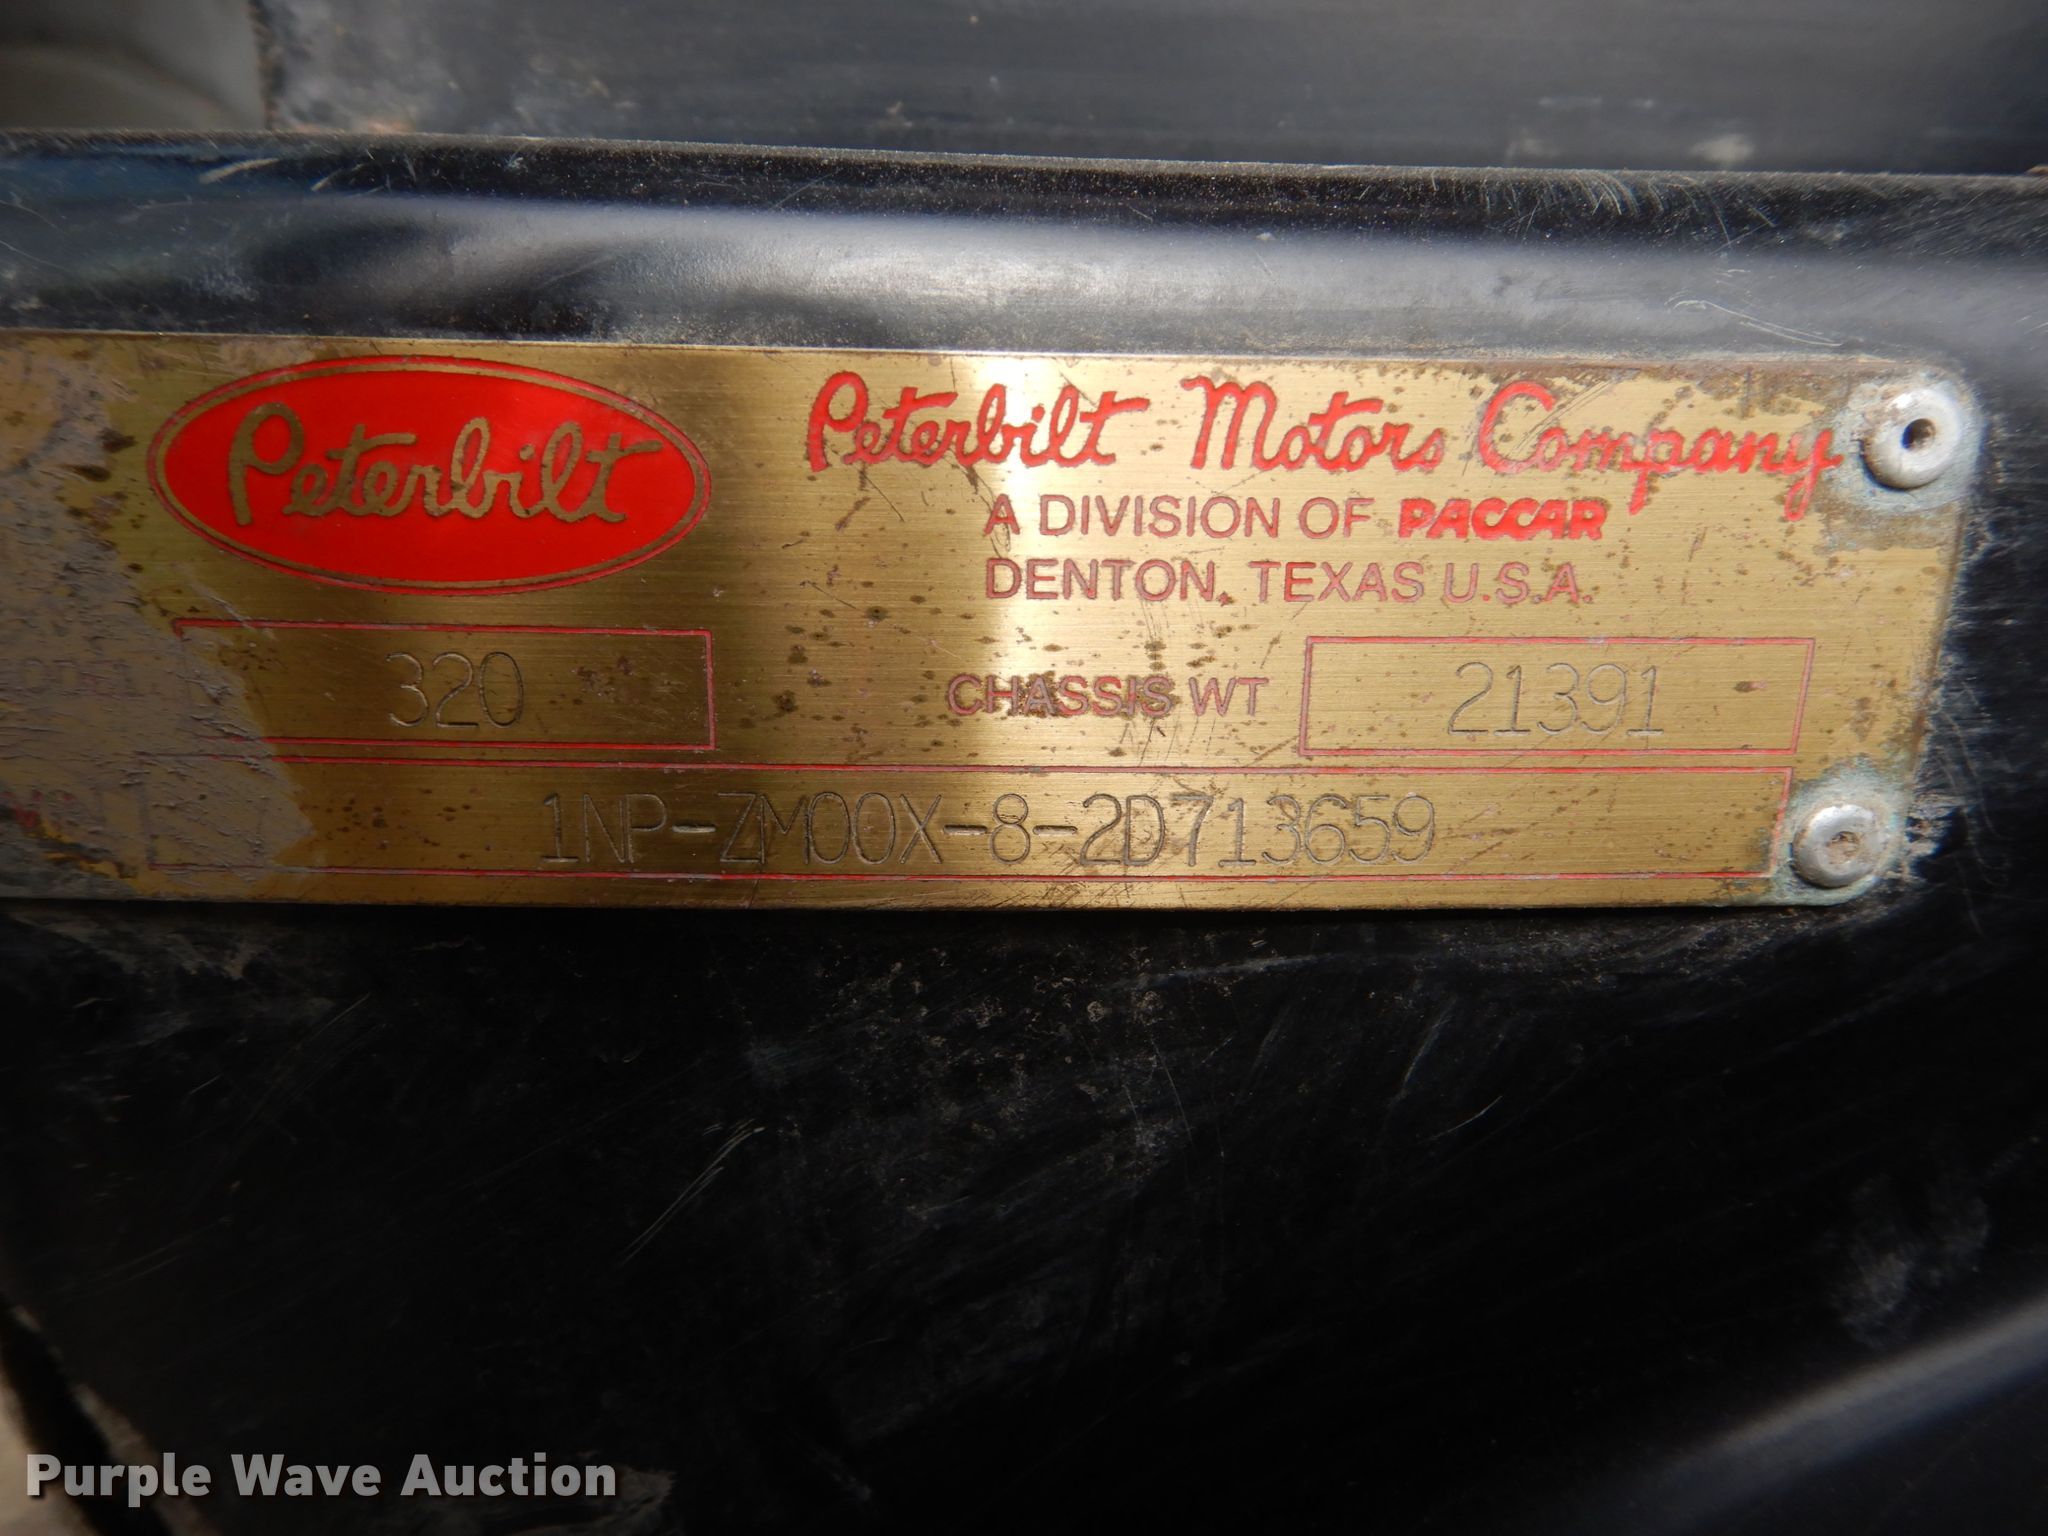 Peterbilt
Peterbilt Motors Company
A DIVISION OF PACCAR
DENTON, TEXAS U.S.A.
MODEL 320
CHASSIS WT 21391
1NP-ZM00X-8-2D713659
Purple Wave Auction